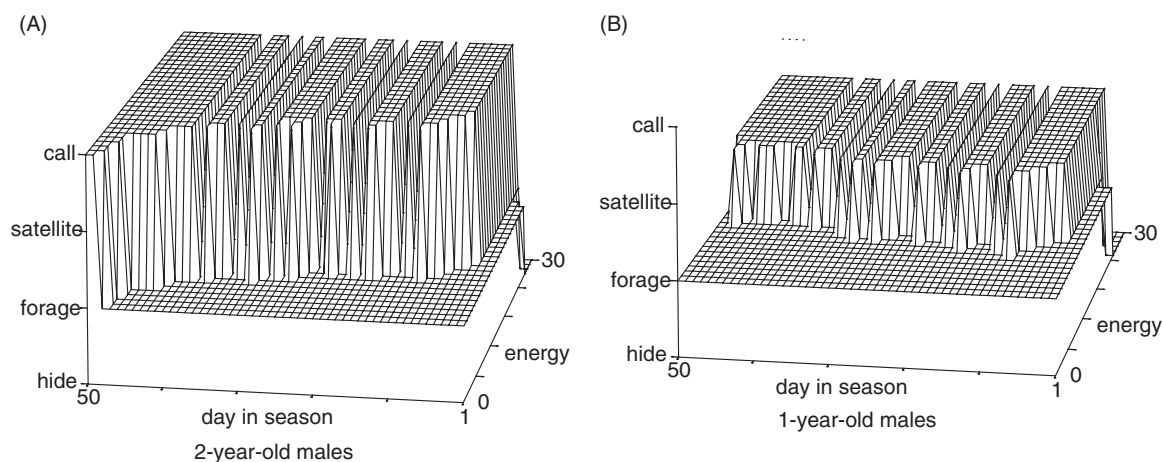 (A)
call
satellite
forage
hide
50
day in season
1
0
energy
30
2-year-old males
(B)
call
satellite
forage
hide
50
day in season
1
0
energy
30
1-year-old males